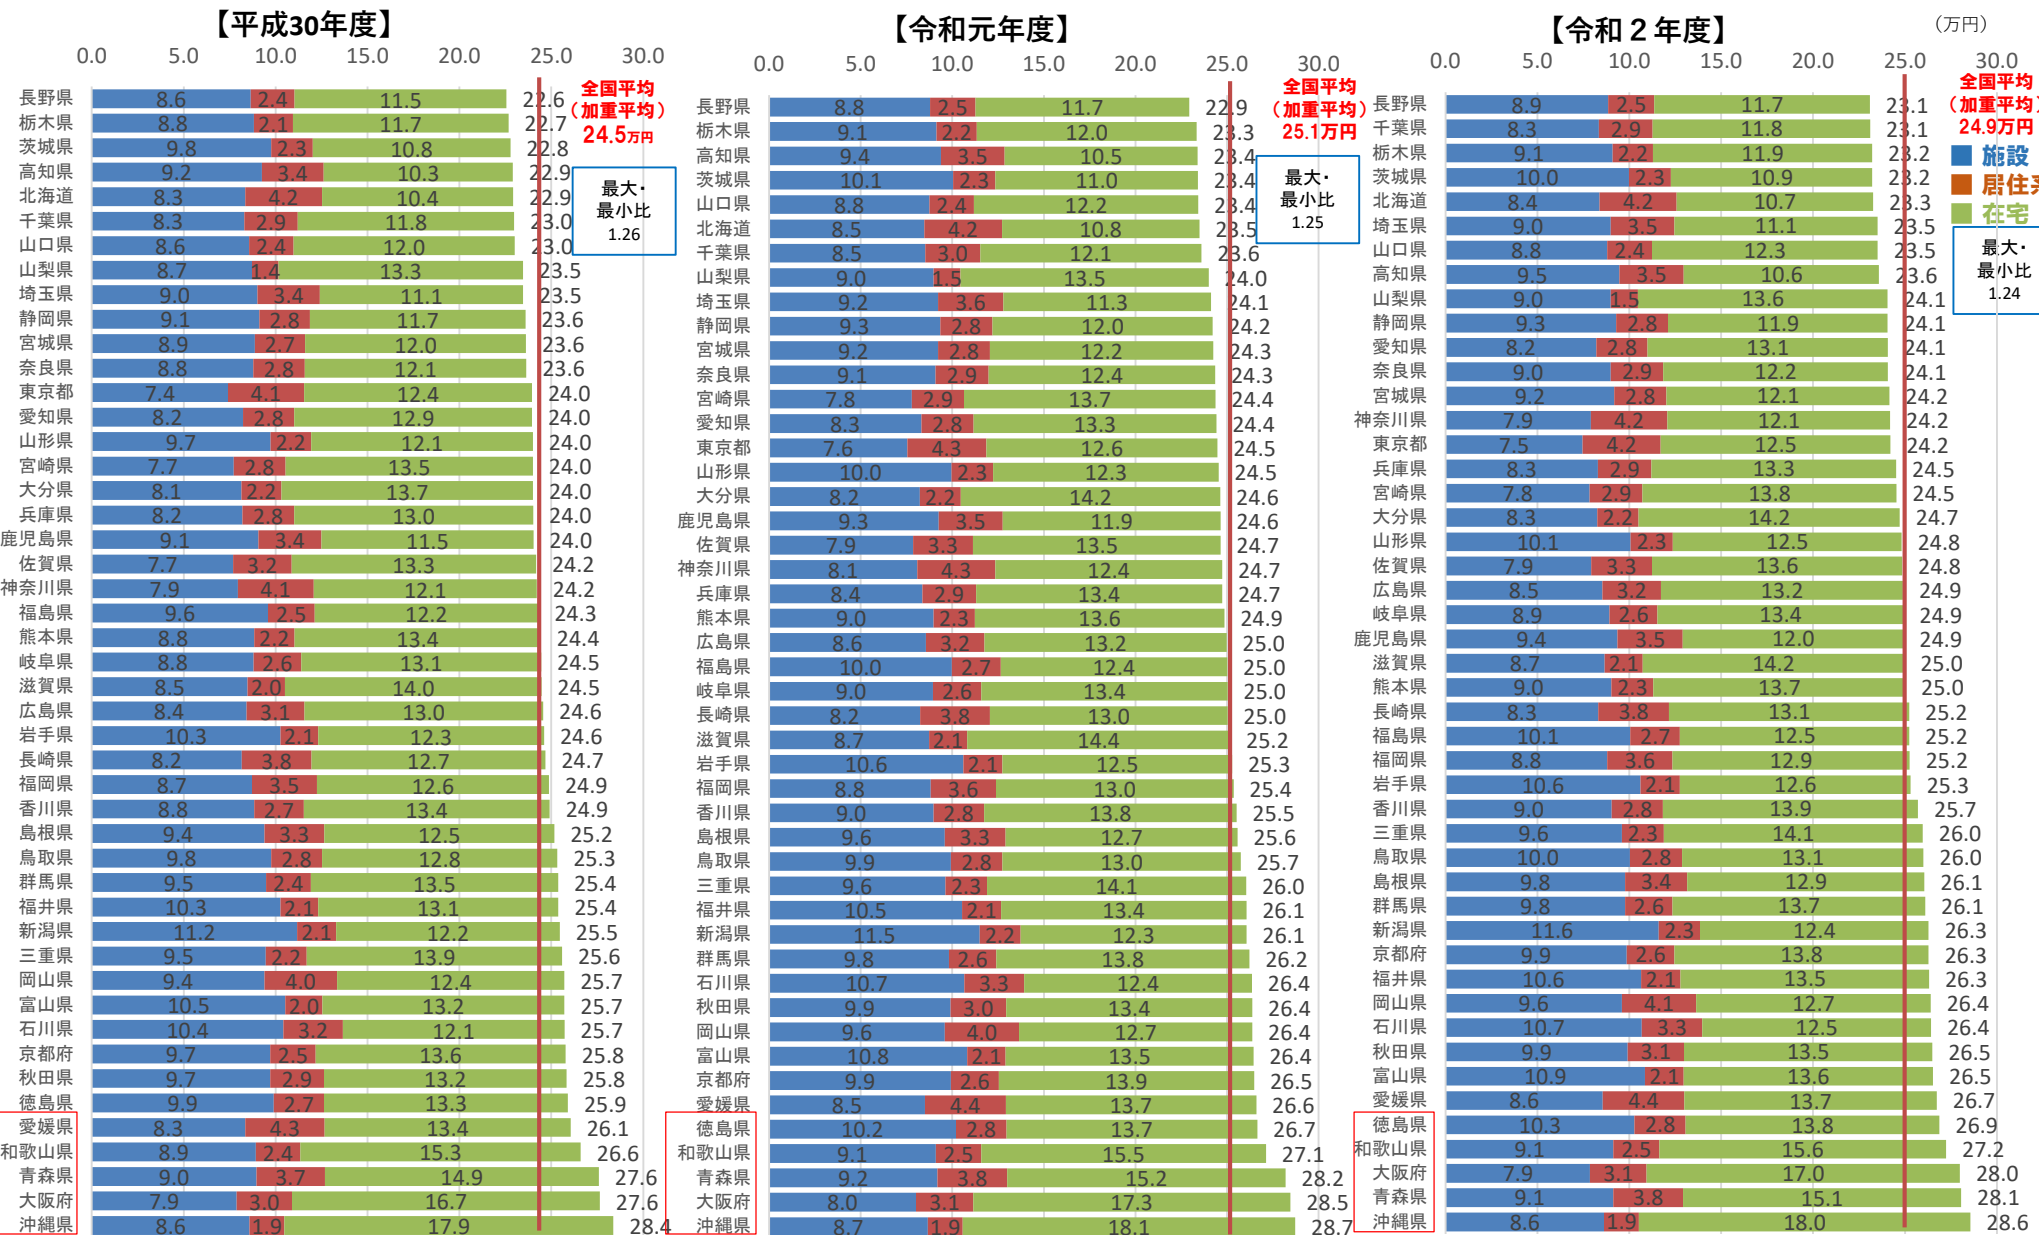 【平成30年度】
0.0 5.0 10.0 15.0 20.0 25.0 30.0
全国平均
（加重平均）
24.5万円
最大・
最小比
1.26
長野県 8.6 2.4 11.5 22.6
栃木県 8.8 2.1 11.7 22.7
茨城県 9.8 2.3 10.8 22.8
高知県 9.2 3.4 10.3 22.9
北海道 8.3 4.2 10.4 22.9
千葉県 8.3 2.9 11.8 23.0
山口県 8.6 2.4 12.0 23.0
山梨県 8.7 1.4 13.3 23.5
埼玉県 9.0 3.4 11.1 23.5
静岡県 9.1 2.8 11.7 23.6
宮城県 8.9 2.7 12.0 23.6
奈良県 8.8 2.8 12.1 23.6
東京都 7.4 4.1 12.4 24.0
愛知県 8.2 2.8 12.9 24.0
山形県 9.7 2.2 12.1 24.0
宮崎県 7.7 2.8 13.5 24.0
大分県 8.1 2.2 13.7 24.0
兵庫県 8.2 2.8 13.0 24.0
鹿児島県 9.1 3.4 11.5 24.0
佐賀県 7.7 3.2 13.3 24.2
神奈川県 7.9 4.1 12.1 24.2
福島県 9.6 2.5 12.2 24.3
熊本県 8.8 2.2 13.4 24.4
岐阜県 8.8 2.6 13.1 24.5
滋賀県 8.5 2.0 14.0 24.5
広島県 8.4 3.1 13.0 24.6
岩手県 10.3 2.1 12.3 24.6
長崎県 8.2 3.8 12.7 24.7
福岡県 8.7 3.5 12.6 24.9
香川県 8.8 2.7 13.4 24.9
島根県 9.4 3.3 12.5 25.2
鳥取県 9.8 2.8 12.8 25.3
群馬県 9.5 2.4 13.5 25.4
福井県 10.3 2.1 13.1 25.4
新潟県 11.2 2.1 12.2 25.5
三重県 9.5 2.2 13.9 25.6
岡山県 9.4 4.0 12.4 25.7
富山県 10.5 2.0 13.2 25.7
石川県 10.4 3.2 12.1 25.7
京都府 9.7 2.5 13.6 25.8
秋田県 9.7 2.9 13.2 25.8
徳島県 9.9 2.7 13.3 25.9
愛媛県 8.3 4.3 13.4 26.1
和歌山県 8.9 2.4 15.3 26.6
青森県 9.0 3.7 14.9 27.6
大阪府 7.9 3.0 16.7 27.6
沖縄県 8.6 1.9 17.9 28.4
【令和元年度】
0.0 5.0 10.0 15.0 20.0 25.0 30.0
全国平均
（加重平均）
25.1万円
最大・
最小比
1.25
長野県 8.8 2.5 11.7 22.9
栃木県 9.1 2.2 12.0 23.3
高知県 9.4 3.5 10.5 23.4
茨城県 10.1 2.3 11.0 23.4
山口県 8.8 2.4 12.2 23.4
北海道 8.5 4.2 10.8 23.5
千葉県 8.5 3.0 12.1 23.6
山梨県 9.0 1.5 13.5 24.0
埼玉県 9.2 3.6 11.3 24.1
静岡県 9.3 2.8 12.0 24.2
宮城県 9.2 2.8 12.2 24.3
奈良県 9.1 2.9 12.4 24.3
宮崎県 7.8 2.9 13.7 24.4
愛知県 8.3 2.8 13.3 24.4
東京都 7.6 4.3 12.6 24.5
山形県 10.0 2.3 12.3 24.5
大分県 8.2 2.2 14.2 24.6
鹿児島県 9.3 3.5 11.9 24.6
佐賀県 7.9 3.3 13.5 24.7
神奈川県 8.1 4.3 12.4 24.7
兵庫県 8.4 2.9 13.4 24.7
熊本県 9.0 2.3 13.6 24.9
広島県 8.6 3.2 13.2 25.0
福島県 10.0 2.7 12.4 25.0
岐阜県 9.0 2.6 13.4 25.0
長崎県 8.2 3.8 13.0 25.0
滋賀県 8.7 2.1 14.4 25.2
岩手県 10.6 2.1 12.5 25.3
福岡県 8.8 3.6 13.0 25.4
香川県 9.0 2.8 13.8 25.5
島根県 9.6 3.3 12.7 25.6
鳥取県 9.9 2.8 13.0 25.7
三重県 9.6 2.3 14.1 26.0
福井県 10.5 2.1 13.4 26.1
新潟県 11.5 2.2 12.3 26.1
群馬県 9.8 2.6 13.8 26.2
石川県 10.7 3.3 12.4 26.4
秋田県 9.9 3.0 13.4 26.4
岡山県 9.6 4.0 12.7 26.4
富山県 10.8 2.1 13.5 26.4
京都府 9.9 2.6 13.9 26.5
愛媛県 8.5 4.4 13.7 26.6
徳島県 10.2 2.8 13.7 26.7
和歌山県 9.1 2.5 15.5 27.1
青森県 9.2 3.8 15.2 28.2
大阪府 8.0 3.1 17.3 28.5
沖縄県 8.7 1.9 18.1 28.7
【令和２年度】
（万円）
0.0 5.0 10.0 15.0 20.0 25.0 30.0
全国平均
（加重平均）
24.9万円
施設
居住系
在宅
最大・
最小比
1.24
長野県 8.9 2.5 11.7 23.1
千葉県 8.3 2.9 11.8 23.1
栃木県 9.1 2.2 11.9 23.2
茨城県 10.0 2.3 10.9 23.2
北海道 8.4 4.2 10.7 23.3
埼玉県 9.0 3.5 11.1 23.5
山口県 8.8 2.4 12.3 23.5
高知県 9.5 3.5 10.6 23.6
山梨県 9.0 1.5 13.6 24.1
静岡県 9.3 2.8 11.9 24.1
愛知県 8.2 2.8 13.1 24.1
奈良県 9.0 2.9 12.2 24.1
宮城県 9.2 2.8 12.1 24.2
神奈川県 7.9 4.2 12.1 24.2
東京都 7.5 4.2 12.5 24.2
兵庫県 8.3 2.9 13.3 24.5
宮崎県 7.8 2.9 13.8 24.5
大分県 8.3 2.2 14.2 24.7
山形県 10.1 2.3 12.5 24.8
佐賀県 7.9 3.3 13.6 24.8
広島県 8.5 3.2 13.2 24.9
岐阜県 8.9 2.6 13.4 24.9
鹿児島県 9.4 3.5 12.0 24.9
滋賀県 8.7 2.1 14.2 25.0
熊本県 9.0 2.3 13.7 25.0
長崎県 8.3 3.8 13.1 25.2
福島県 10.1 2.7 12.5 25.2
福岡県 8.8 3.6 12.9 25.2
岩手県 10.6 2.1 12.6 25.3
香川県 9.0 2.8 13.9 25.7
三重県 9.6 2.3 14.1 26.0
鳥取県 10.0 2.8 13.1 26.0
島根県 9.8 3.4 12.9 26.1
群馬県 9.8 2.6 13.7 26.1
新潟県 11.6 2.3 12.4 26.3
京都府 9.9 2.6 13.8 26.3
福井県 10.6 2.1 13.5 26.3
岡山県 9.6 4.1 12.7 26.4
石川県 10.7 3.3 12.5 26.4
秋田県 9.9 3.1 13.5 26.5
富山県 10.9 2.1 13.6 26.5
愛媛県 8.6 4.4 13.7 26.7
徳島県 10.3 2.8 13.8 26.9
和歌山県 9.1 2.5 15.6 27.2
大阪府 7.9 3.1 17.0 28.0
青森県 9.1 3.8 15.1 28.1
沖縄県 8.6 1.9 18.0 28.6